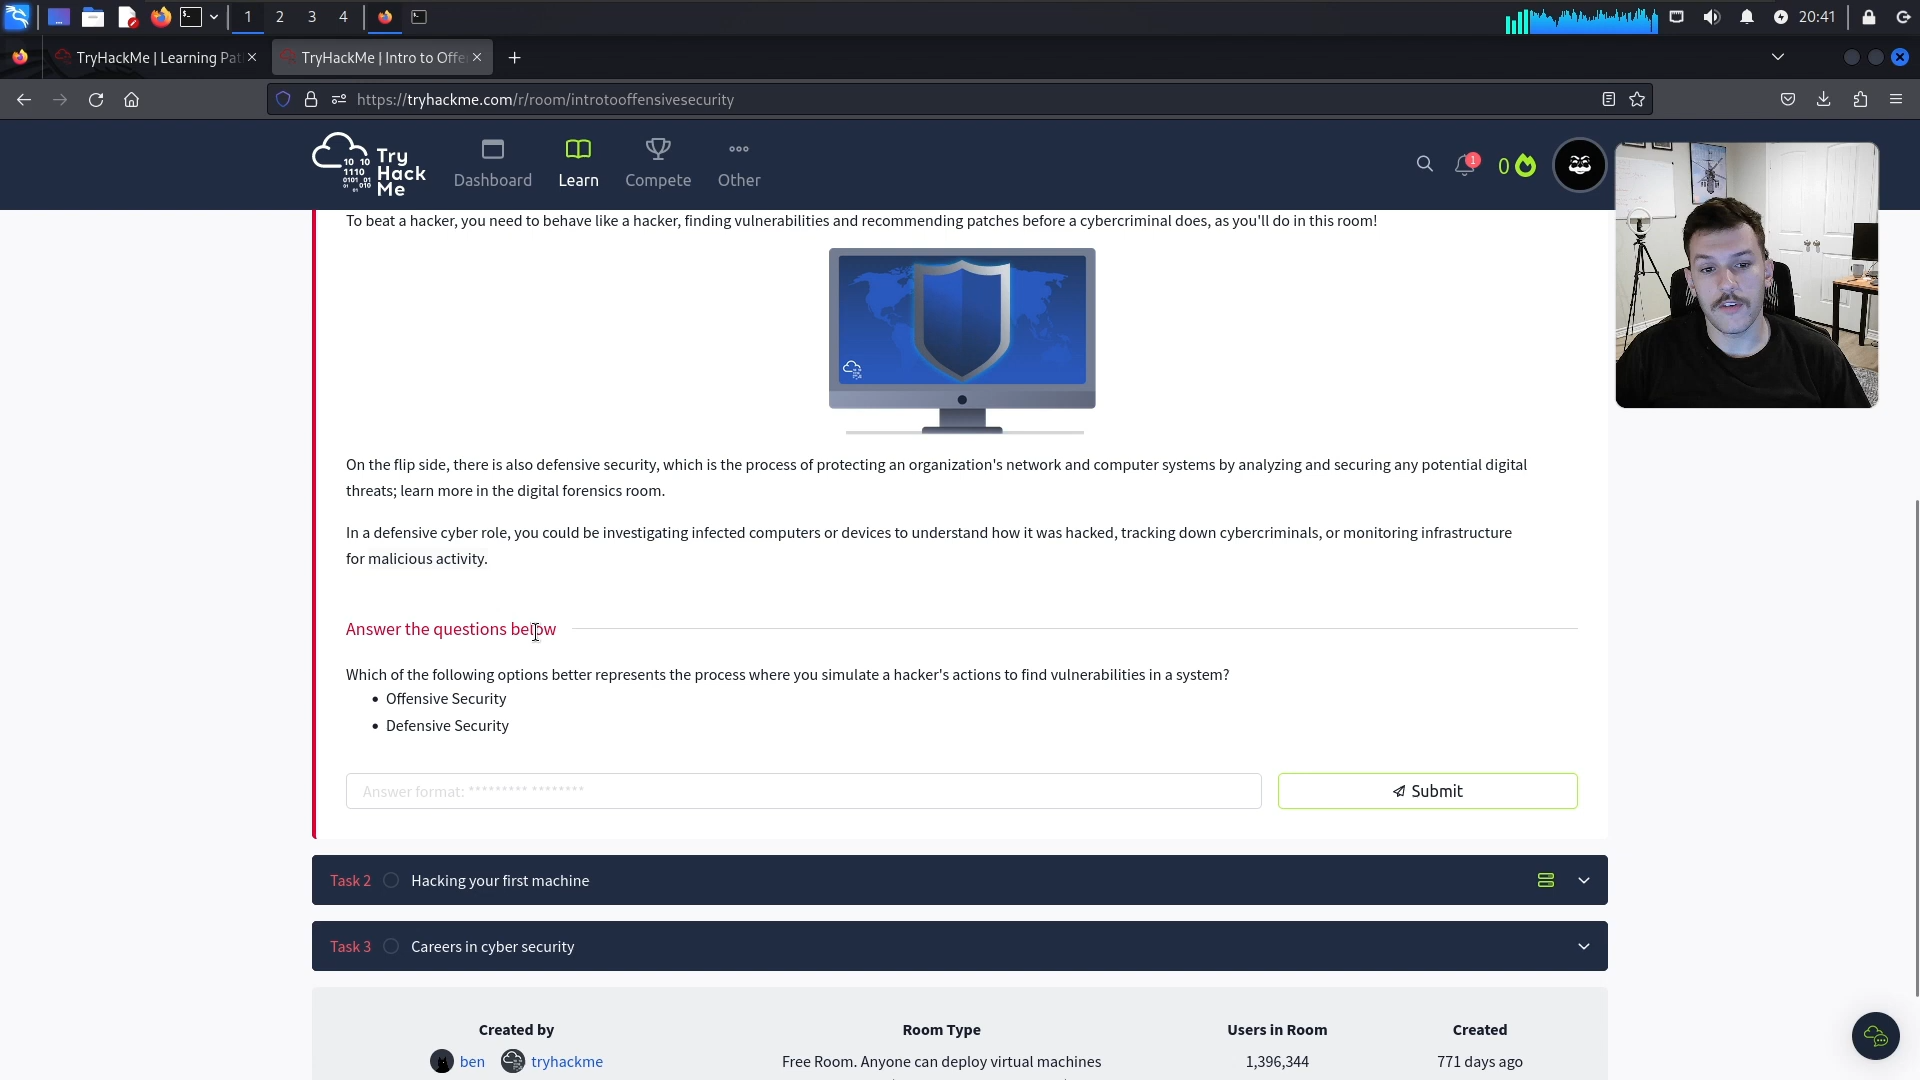 1 2 3 4 20:41
TryHackMe | Learning Pat TryHackMe | Intro to Offe
https://tryhackme.com/r/room/introtooffensivesecurity
Try
Hack
Me
10 10
1110
0101 01
01 010
Dashboard Learn Compete Other 1 0
To beat a hacker, you need to behave like a hacker, finding vulnerabilities and recommending patches before a cybercriminal does, as you'll do in this room!
On the flip side, there is also defensive security, which is the process of protecting an organization's network and computer systems by analyzing and securing any potential digital
threats; learn more in the digital forensics room.
In a defensive cyber role, you could be investigating infected computers or devices to understand how it was hacked, tracking down cybercriminals, or monitoring infrastructure
for malicious activity.
Answer the questions below
Which of the following options better represents the process where you simulate a hacker's actions to find vulnerabilities in a system?
• Offensive Security
• Defensive Security
Answer format: ********* ******** Submit
Task 2 Hacking your first machine
Task 3 Careers in cyber security
Created by Room Type Users in Room Created
ben tryhackme Free Room. Anyone can deploy virtual machines 1,396,344 771 days ago